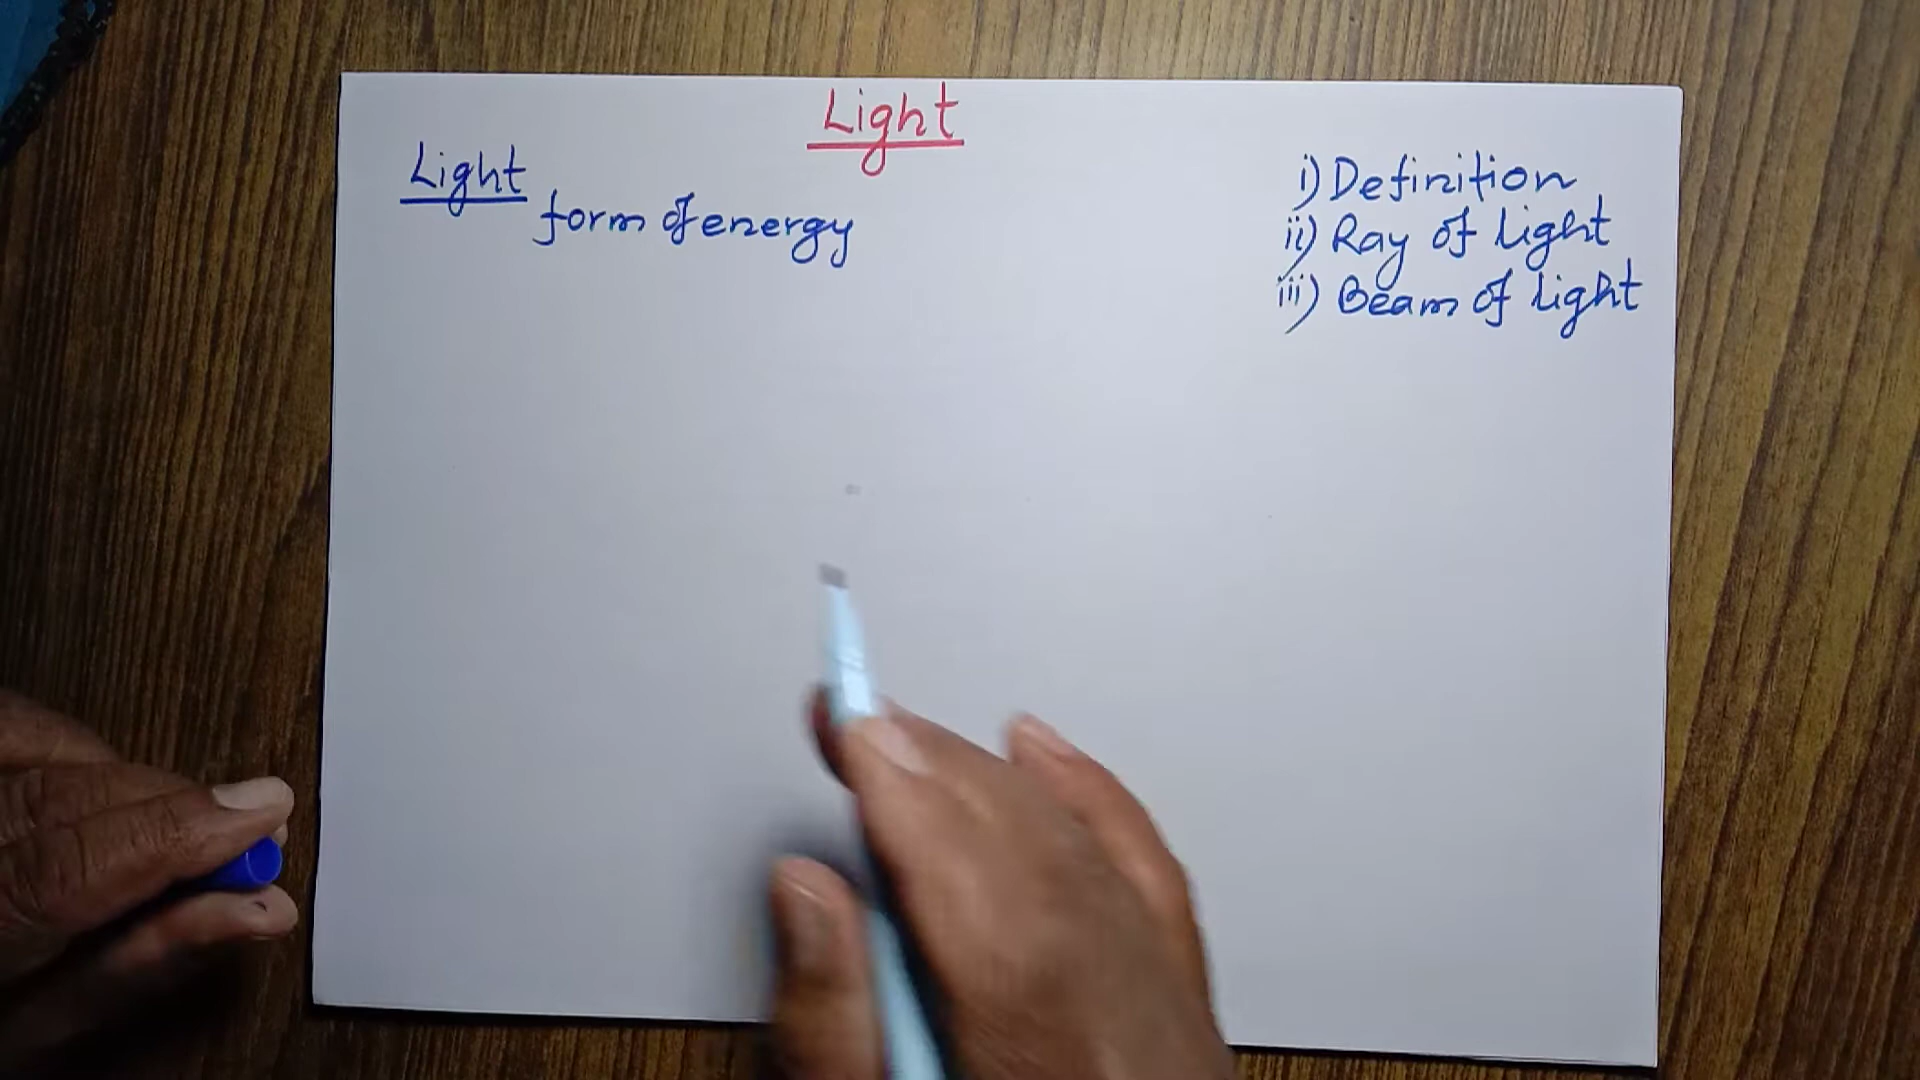 Light
Light
form of energy
i) Definition
ii) Ray of light
iii) Beam of light